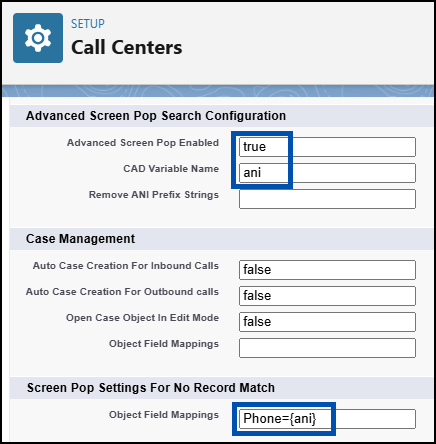 SETUP
Call Centers
Advanced Screen Pop Search Configuration
Advanced Screen Pop Enabled true
CAD Variable Name ani
Remove ANI Prefix Strings
Case Management
Auto Case Creation For Inbound Calls false
Auto Case Creation For Outbound calls false
Open Case Object In Edit Mode false
Object Field Mappings
Screen Pop Settings For No Record Match
Object Field Mappings Phone={ani}